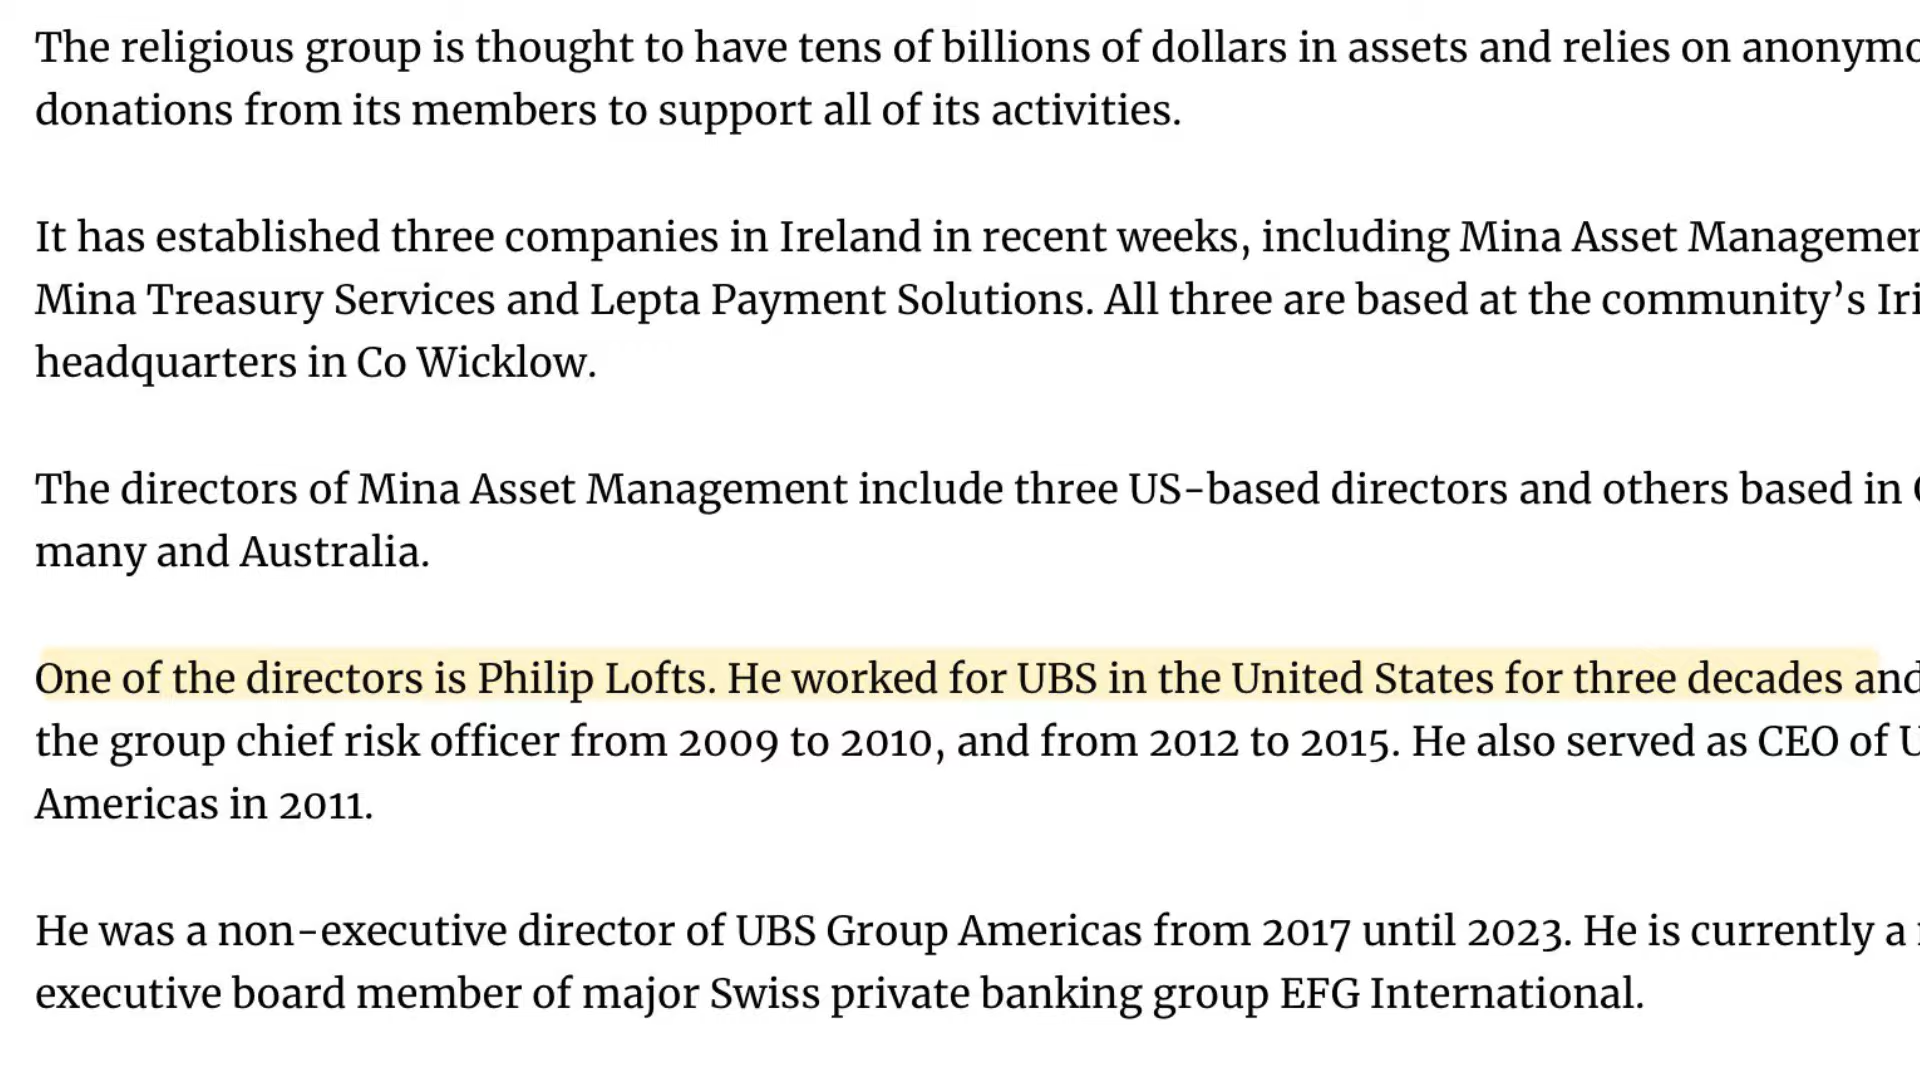 The religious group is thought to have tens of billions of dollars in assets and relies on
donations from its members to support all of its activities.
It has established three companies in Ireland in recent weeks, including Mina Asset
Mina Treasury Services and Lepta Payment Solutions. All three are based at the community’s
headquarters in Co Wicklow.
The directors of Mina Asset Management include three US-based directors and others based in
many and Australia.
One of the directors is Philip Lofts. He worked for UBS in the United States for three decades and
the group chief risk officer from 2009 to 2010, and from 2012 to 2015. He also served as CEO of
Americas in 2011.
He was a non-executive director of UBS Group Americas from 2017 until 2023. He is currently a
executive board member of major Swiss private banking group EFG International.